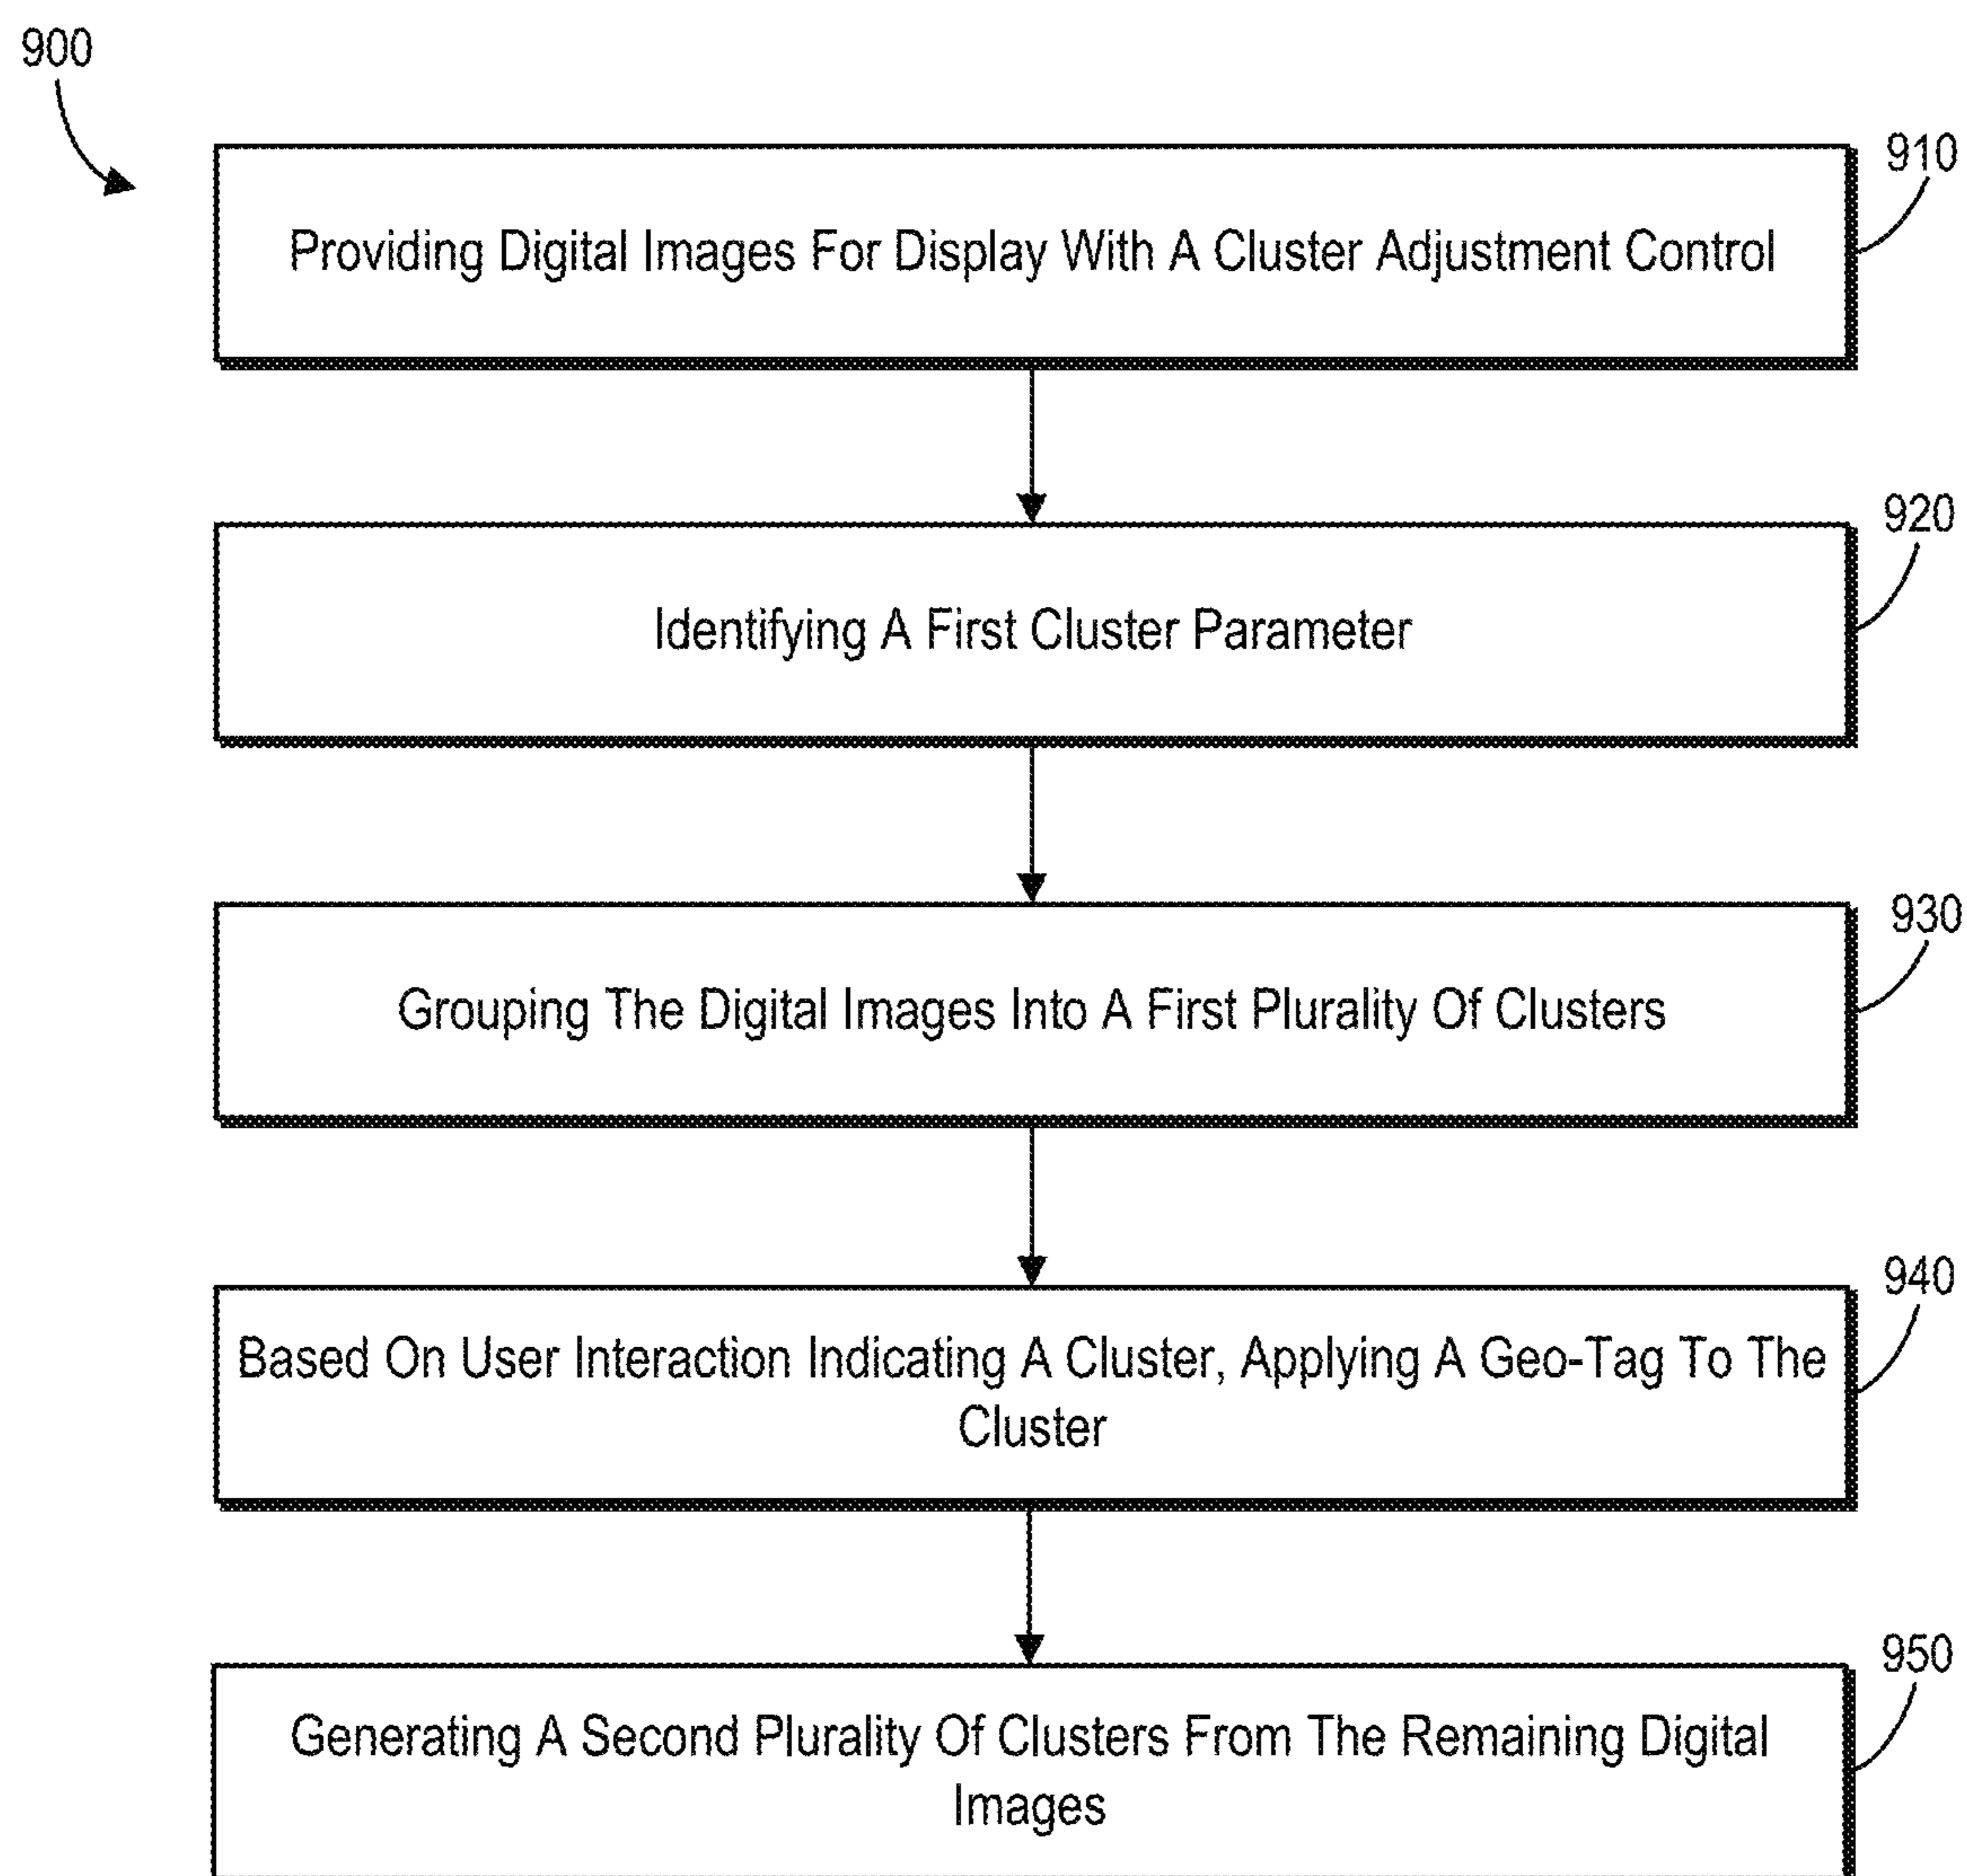 900
910
Providing Digital Images For Display With A Cluster Adjustment Control
920
Identifying A First Cluster Parameter
930
Grouping The Digital Images Into A First Plurality Of Clusters
940
Based On User Interaction Indicating A Cluster, Applying A Geo-Tag To The
Cluster
950
Generating A Second Plurality Of Clusters From The Remaining Digital
Images